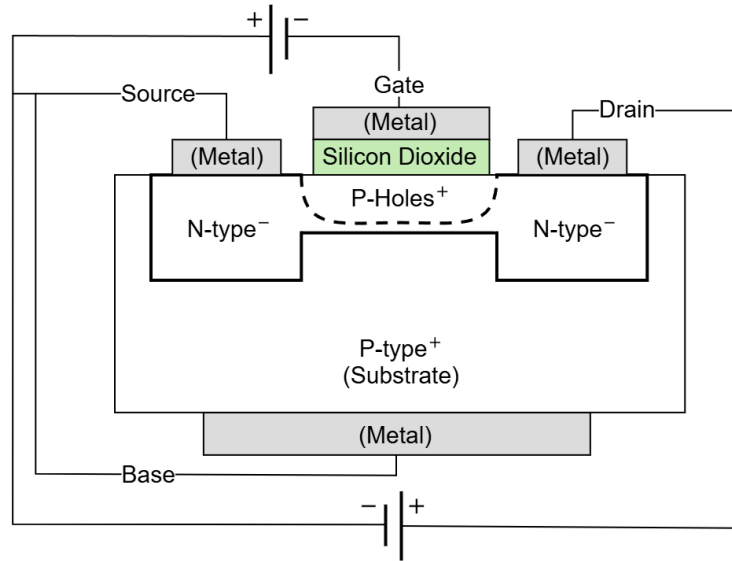 + −
Source
Gate
Drain
(Metal)
(Metal)
(Metal)
Silicon Dioxide
P-Holes⁺
N-type⁻
N-type⁻
P-type⁺
(Substrate)
(Metal)
Base
− +